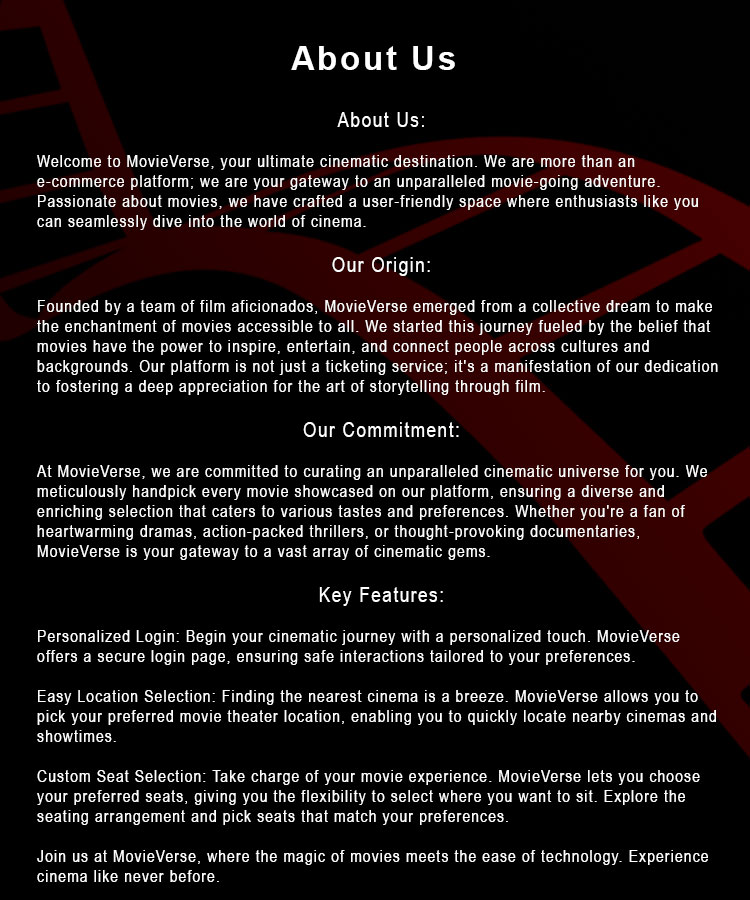 About Us
About Us:
Welcome to MovieVerse, your ultimate cinematic destination. We are more than an
e-commerce platform; we are your gateway to an unparalleled movie-going adventure.
Passionate about movies, we have crafted a user-friendly space where enthusiasts like you
can seamlessly dive into the world of cinema.
Our Origin:
Founded by a team of film aficionados, MovieVerse emerged from a collective dream to make
the enchantment of movies accessible to all. We started this journey fueled by the belief that
movies have the power to inspire, entertain, and connect people across cultures and
backgrounds. Our platform is not just a ticketing service; it's a manifestation of our dedication
to fostering a deep appreciation for the art of storytelling through film.
Our Commitment:
At MovieVerse, we are committed to curating an unparalleled cinematic universe for you. We
meticulously handpick every movie showcased on our platform, ensuring a diverse and
enriching selection that caters to various tastes and preferences. Whether you're a fan of
heartwarming dramas, action-packed thrillers, or thought-provoking documentaries,
MovieVerse is your gateway to a vast array of cinematic gems.
Key Features:
Personalized Login: Begin your cinematic journey with a personalized touch. MovieVerse
offers a secure login page, ensuring safe interactions tailored to your preferences.
Easy Location Selection: Finding the nearest cinema is a breeze. MovieVerse allows you to
pick your preferred movie theater location, enabling you to quickly locate nearby cinemas and
showtimes.
Custom Seat Selection: Take charge of your movie experience. MovieVerse lets you choose
your preferred seats, giving you the flexibility to select where you want to sit. Explore the
seating arrangement and pick seats that match your preferences.
Join us at MovieVerse, where the magic of movies meets the ease of technology. Experience
cinema like never before.